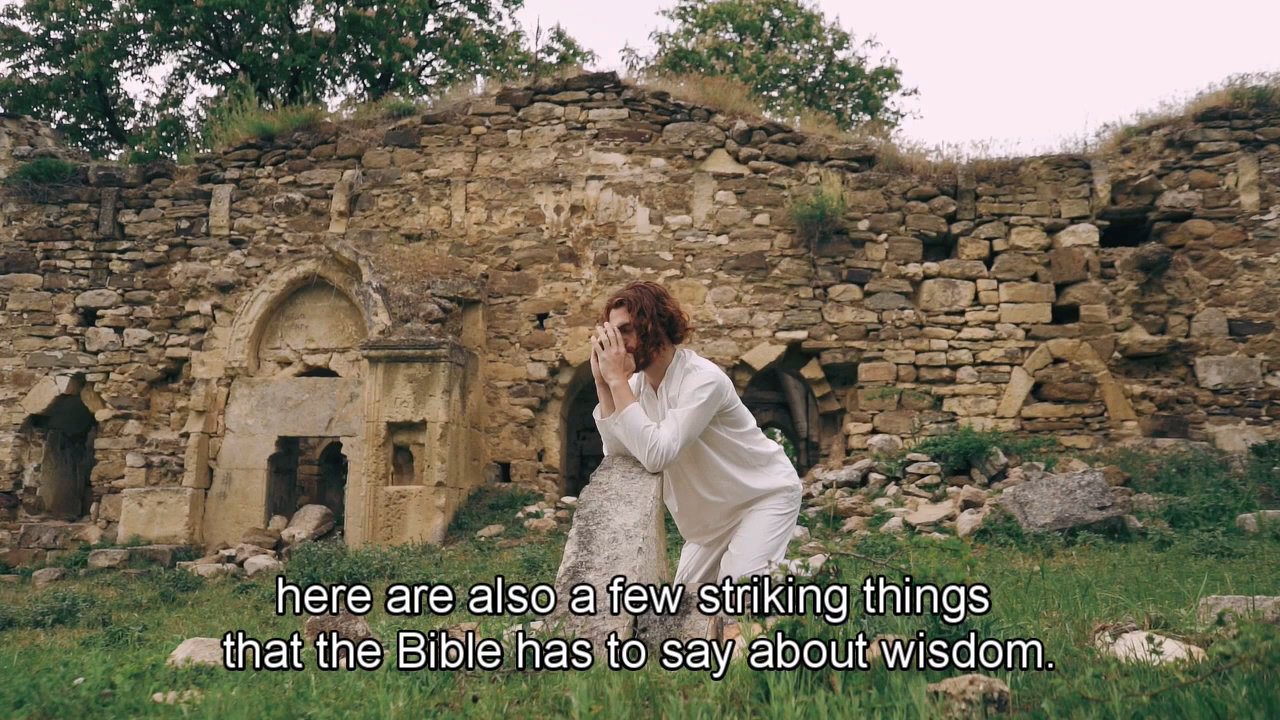 here are also a few striking things
that the Bible has to say about wisdom.